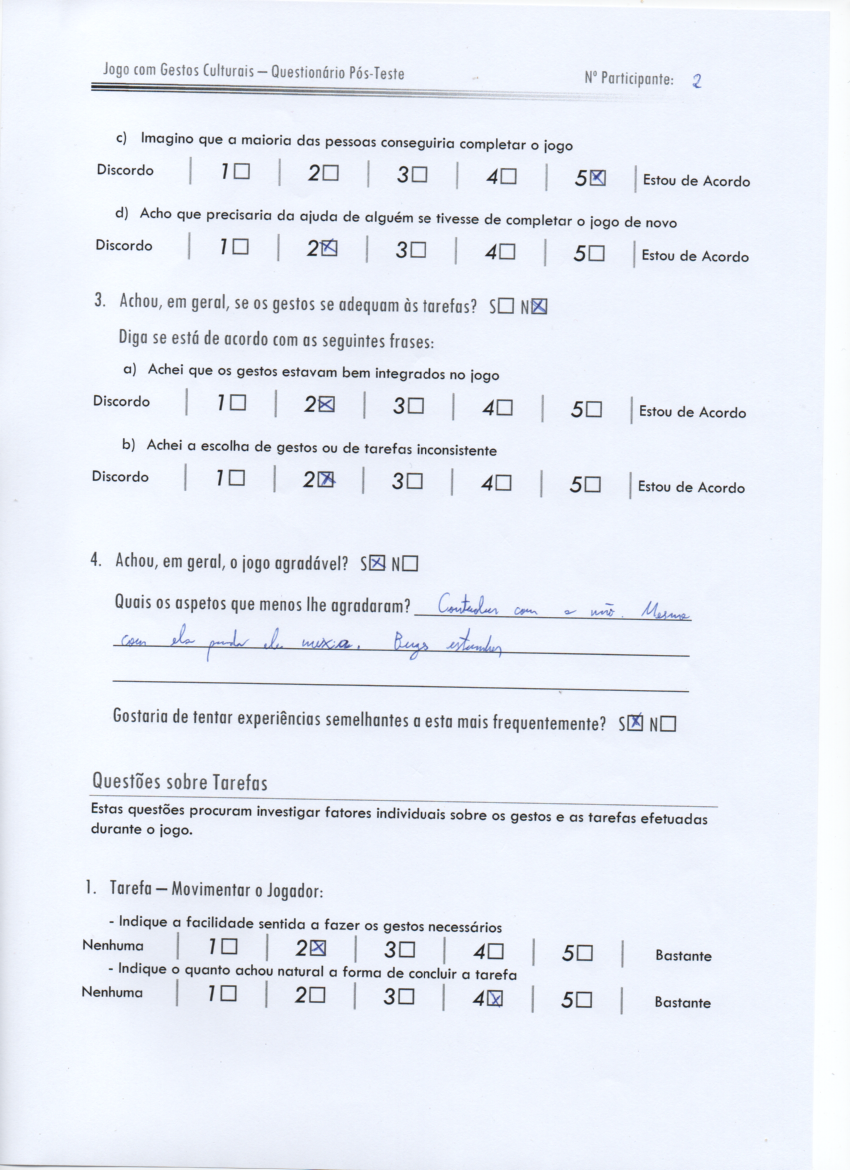 Jogo com Gestos Culturais – Questionário Pós-Teste Nº Participante: 2
c) Imagino que a maioria das pessoas conseguiria completar o jogo
Discordo | 1☐ | 2☐ | 3☐ | 4☐ | 5☒ | Estou de Acordo
d) Acho que precisaria da ajuda de alguém se tivesse de completar o jogo de novo
Discordo | 1☐ | 2☒ | 3☐ | 4☐ | 5☐ | Estou de Acordo
3. Achou, em geral, se os gestos se adequam às tarefas? S☐ N☒
Diga se está de acordo com as seguintes frases:
a) Achei que os gestos estavam bem integrados no jogo
Discordo | 1☐ | 2☒ | 3☐ | 4☐ | 5☐ | Estou de Acordo
b) Achei a escolha de gestos ou de tarefas inconsistente
Discordo | 1☐ | 2☒ | 3☐ | 4☐ | 5☐ | Estou de Acordo
4. Achou, em geral, o jogo agradável? S☒ N☐
Quais os aspetos que menos lhe agradaram? com a mão. Mesmo
com ela ele mexia. Bugs estranhos
Gostaria de tentar experiências semelhantes a esta mais frequentemente? S☒ N☐
Questões sobre Tarefas
Estas questões procuram investigar fatores individuais sobre os gestos e as tarefas efetuadas
durante o jogo.
1. Tarefa – Movimentar o Jogador:
- Indique a facilidade sentida a fazer os gestos necessários
Nenhuma | 1☐ | 2☒ | 3☐ | 4☐ | 5☐ | Bastante
- Indique o quanto achou natural a forma de concluir a tarefa
Nenhuma | 1☐ | 2☐ | 3☐ | 4☒ | 5☐ | Bastante